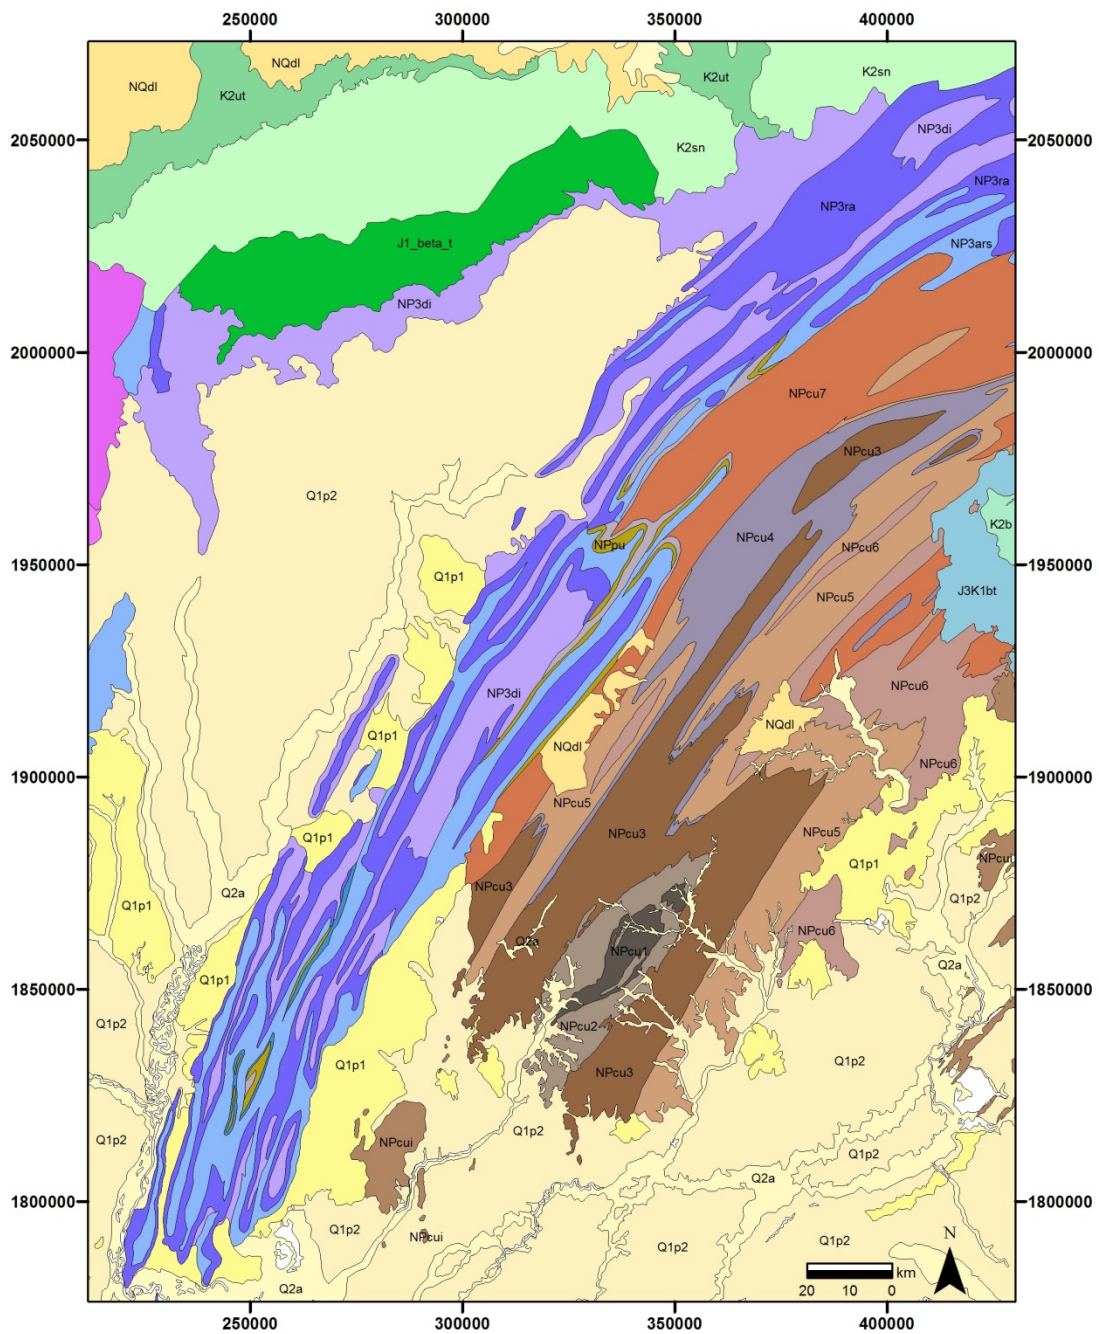 250000 300000 350000 400000
NQdl
NQdl
K2ut
K2ut
K2sn
NP3di
2050000 2050000
K2sn
NP3ra
NP3ra
J1_beta_t
NP3ars
NP3di
2000000 2000000
NPcu7
NPcu3
Q1p2
K2b
NPcu4
NPpu
NPcu6
1950000 1950000
Q1p1
J3K1bt
NPcu5
NPcu6
NP3di
Q1p1
NQdl
NQdl
NPcu6
1900000 1900000
NPcu5
NPcu3
NPcu5
Q1p1
Q1p1
NPcui
NPcu3
Q2a
Q1p2
Q1p1
NPcu6
Q2a
NPcu1
Q2a
Q1p1
1850000 1850000
Q1p2
NPcu2
Q1p1
Q1p2
NPcu3
NPcui
Q1p2
Q1p2
Q1p2
1800000 1800000
Q2a
Q1p2
NPcui
Q1p2
Q1p2
N
km
Q2a
20 10 0
250000 300000 350000 400000